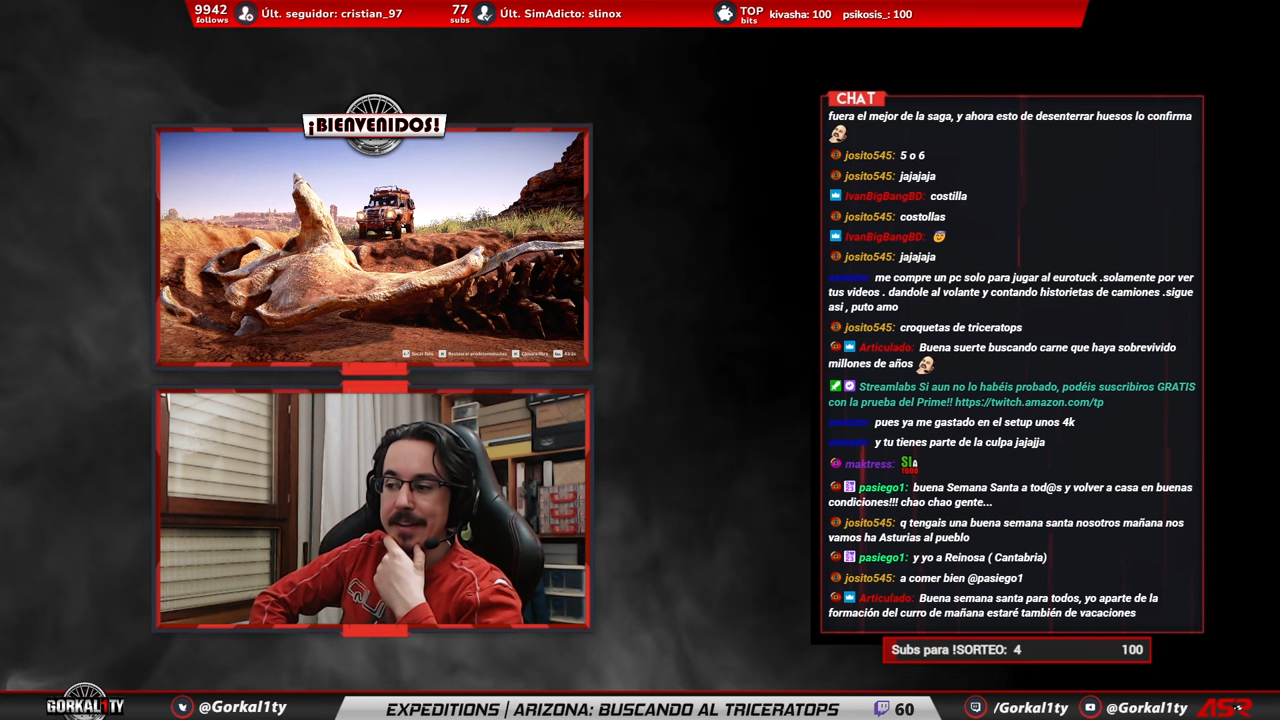 9942
follows
Últ. seguidor: cristian_97
77
subs
Últ. SimAdicto: slinox
TOP
bits
kivasha: 100 psikosis_: 100
¡BIENVENIDOS!
CHAT
fuera el mejor de la saga, y ahora esto de desenterrar huesos lo confirma
josito545: 5 o 6
josito545: jajajaja
IvanBigBangBD: costilla
josito545: costollas
IvanBigBangBD:
josito545: jajajaja
me compre un pc solo para jugar al eurotuck .solamente por ver
tus videos . dandole al volante y contando historietas de camiones .sigue
asi , puto amo
josito545: croquetas de triceratops
Articulado: Buena suerte buscando carne que haya sobrevivido
millones de años
Streamlabs Si aun no lo habéis probado, podéis suscribiros GRATIS
con la prueba del Prime!! https://twitch.amazon.com/tp
pues ya me gastado en el setup unos 4k
y tu tienes parte de la culpa jajajja
maktress: SI a TODO
pasiego1: buena Semana Santa a tod@s y volver a casa en buenas
condiciones!!! chao chao gente...
josito545: q tengais una buena semana santa nosotros mañana nos
vamos ha Asturias al pueblo
pasiego1: y yo a Reinosa ( Cantabria)
josito545: a comer bien @pasiego1
Articulado: Buena semana santa para todos, yo aparte de la
formación del curro de mañana estaré también de vacaciones
Subs para !SORTEO: 4 100
GORKAL1TY
@Gorkal1ty
EXPEDITIONS | ARIZONA: BUSCANDO AL TRICERATOPS
60
/Gorkal1ty
@Gorkal1ty
ASR